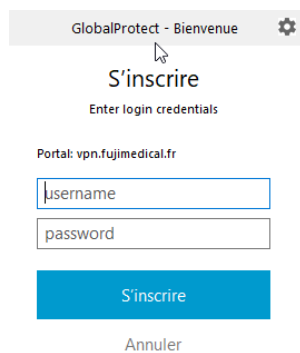 GlobalProtect - Bienvenue
S'inscrire
Enter login credentials
Portal: vpn.fujimedical.fr
username
password
S'inscrire
Annuler